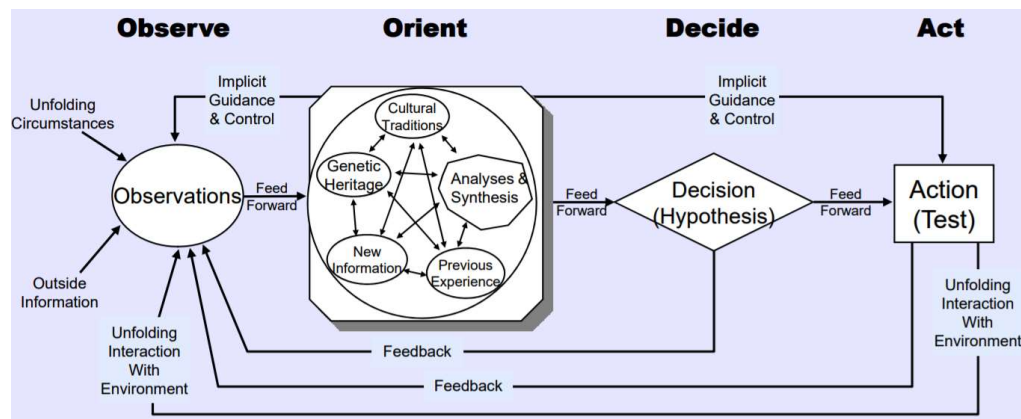 Observe
Orient
Decide
Act
Implicit
Guidance
& Control
Implicit
Guidance
& Control
Unfolding
Circumstances
Observations
Outside
Information
Feed
Forward
Cultural
Traditions
Genetic
Heritage
Analyses &
Synthesis
New
Information
Previous
Experience
Feed
Forward
Decision
(Hypothesis)
Feed
Forward
Action
(Test)
Unfolding
Interaction
With
Environment
Feedback
Feedback
Unfolding
Interaction
With
Environment